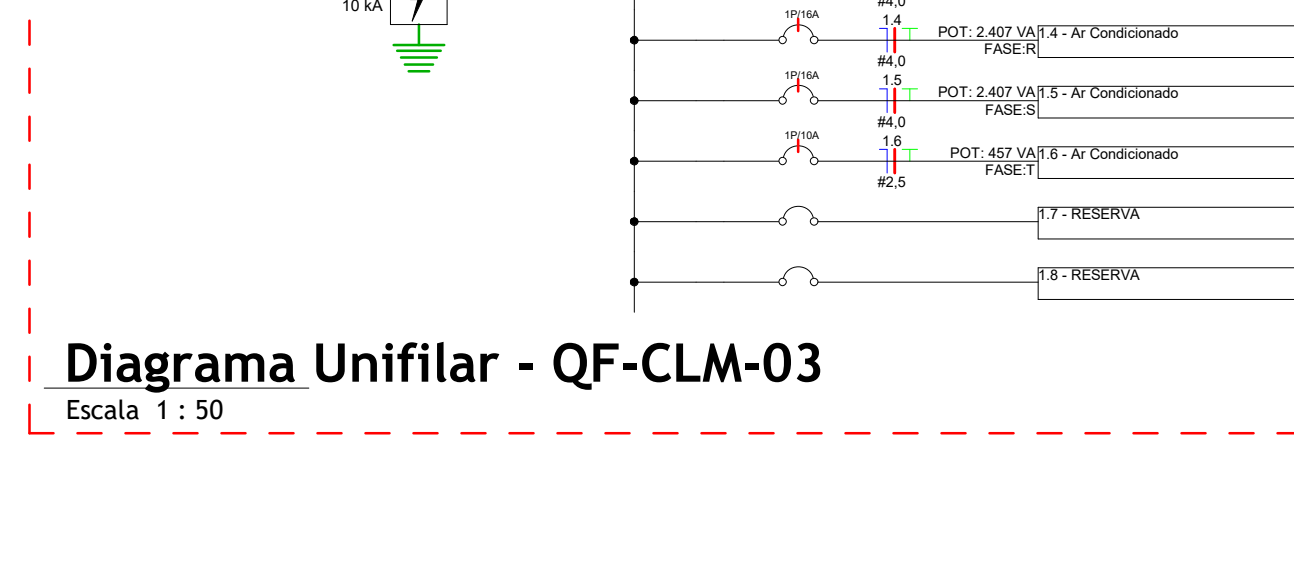 10 kA
#4,0
1P/16A
1.4
POT: 2.407 VA
1.4 - Ar Condicionado
FASE:R
#4,0
1P/16A
1.5
POT: 2.407 VA
1.5 - Ar Condicionado
FASE:S
#4,0
1P/10A
1.6
POT: 457 VA
1.6 - Ar Condicionado
FASE:T
#2,5
1.7 - RESERVA
1.8 - RESERVA
Diagrama Unifilar - QF-CLM-03
Escala 1 : 50